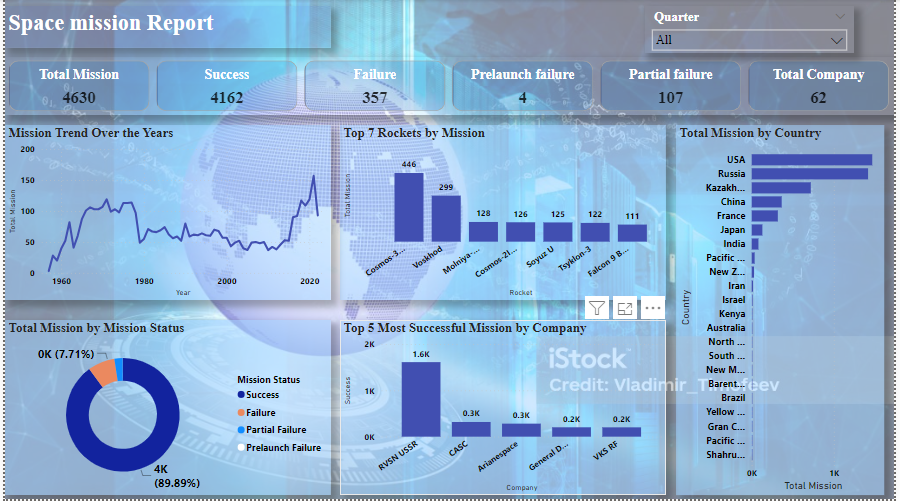 Space mission Report
Quarter
All
Total Mission
4630
Success
4162
Failure
357
Prelaunch failure
4
Partial failure
107
Total Company
62
Mission Trend Over the Years
Total Mission
200
150
100
50
0
1960
1980
2000
2020
Year
Top 7 Rockets by Mission
Total Mission
446
299
128
126
125
122
111
Cosmos-3...
Voskhod
Molniya-...
Cosmos-2I...
Soyuz U
Tsyklon-3
Falcon 9 B...
Rocket
Total Mission by Country
Country
USA
Russia
Kazakh...
China
France
Japan
India
Pacific ...
New Z...
Iran
Israel
Kenya
Australia
North ...
South ...
New M...
Barent...
Brazil
Yellow ...
Gran C...
Pacific ...
Shahru...
0K
1K
Total Mission
Total Mission by Mission Status
0K (7.71%)
4K
(89.89%)
Mission Status
Success
Failure
Partial Failure
Prelaunch Failure
Top 5 Most Successful Mission by Company
Success
2K
1K
0K
1.6K
0.3K
0.3K
0.2K
0.2K
RVSN USSR
CASC
Arianespace
General D...
VKS RF
Company
iStock
Credit: Vladimir_Timofeev